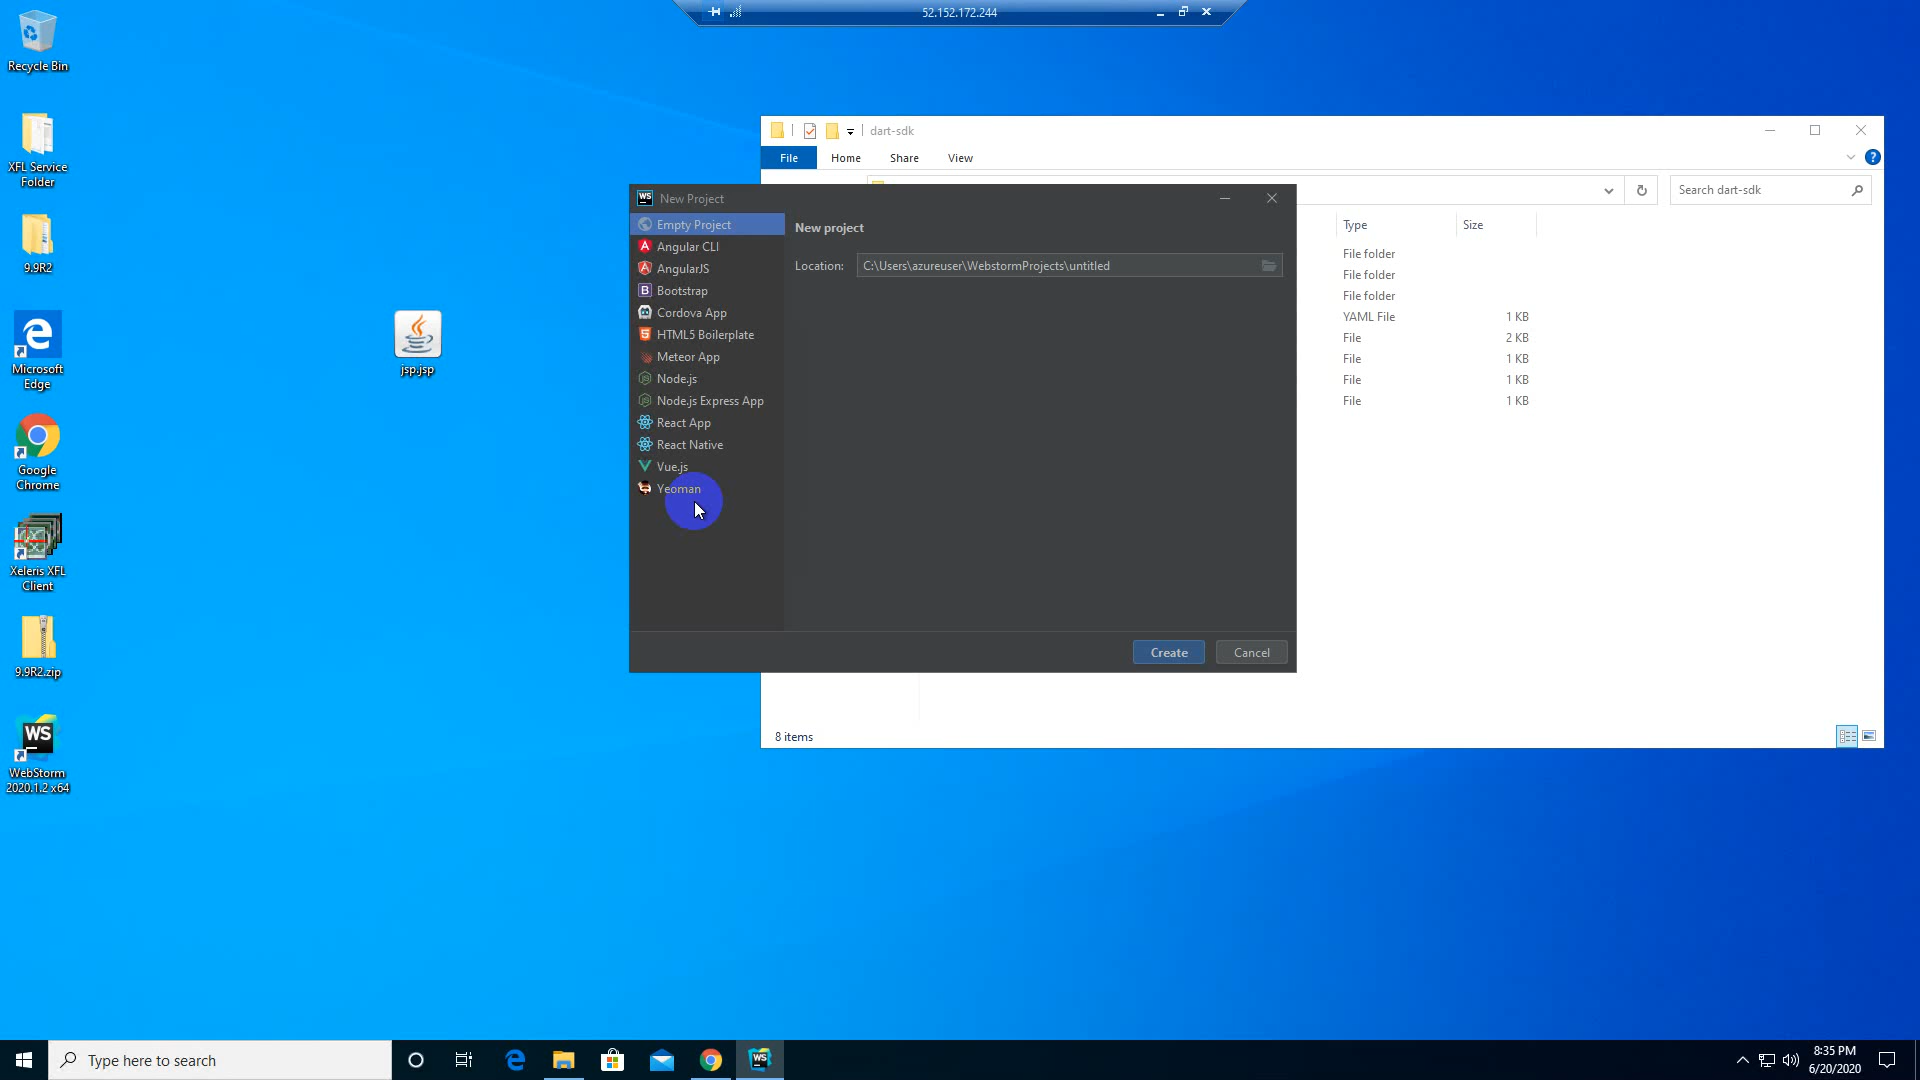 52.152.172.244
Recycle Bin
XFL Service
Folder
9.9R2
Microsoft
Edge
Google
Chrome
Xeleris XFL
Client
9.9R2.zip
WS
WebStorm
2020.1.2 x64
jsp.jsp
dart-sdk
File
Home
Share
View
Search dart-sdk
Type
Size
File folder
File folder
File folder
YAML File
1 KB
File
2 KB
File
1 KB
File
1 KB
File
1 KB
8 items
WS
New Project
Empty Project
Angular CLI
AngularJS
Bootstrap
Cordova App
HTML5 Boilerplate
Meteor App
Node.js
Node.js Express App
React App
React Native
Vue.js
Yeoman
New project
Location:
C:\Users\azureuser\WebstormProjects\untitled
Create
Cancel
Type here to search
WS
8:35 PM
6/20/2020